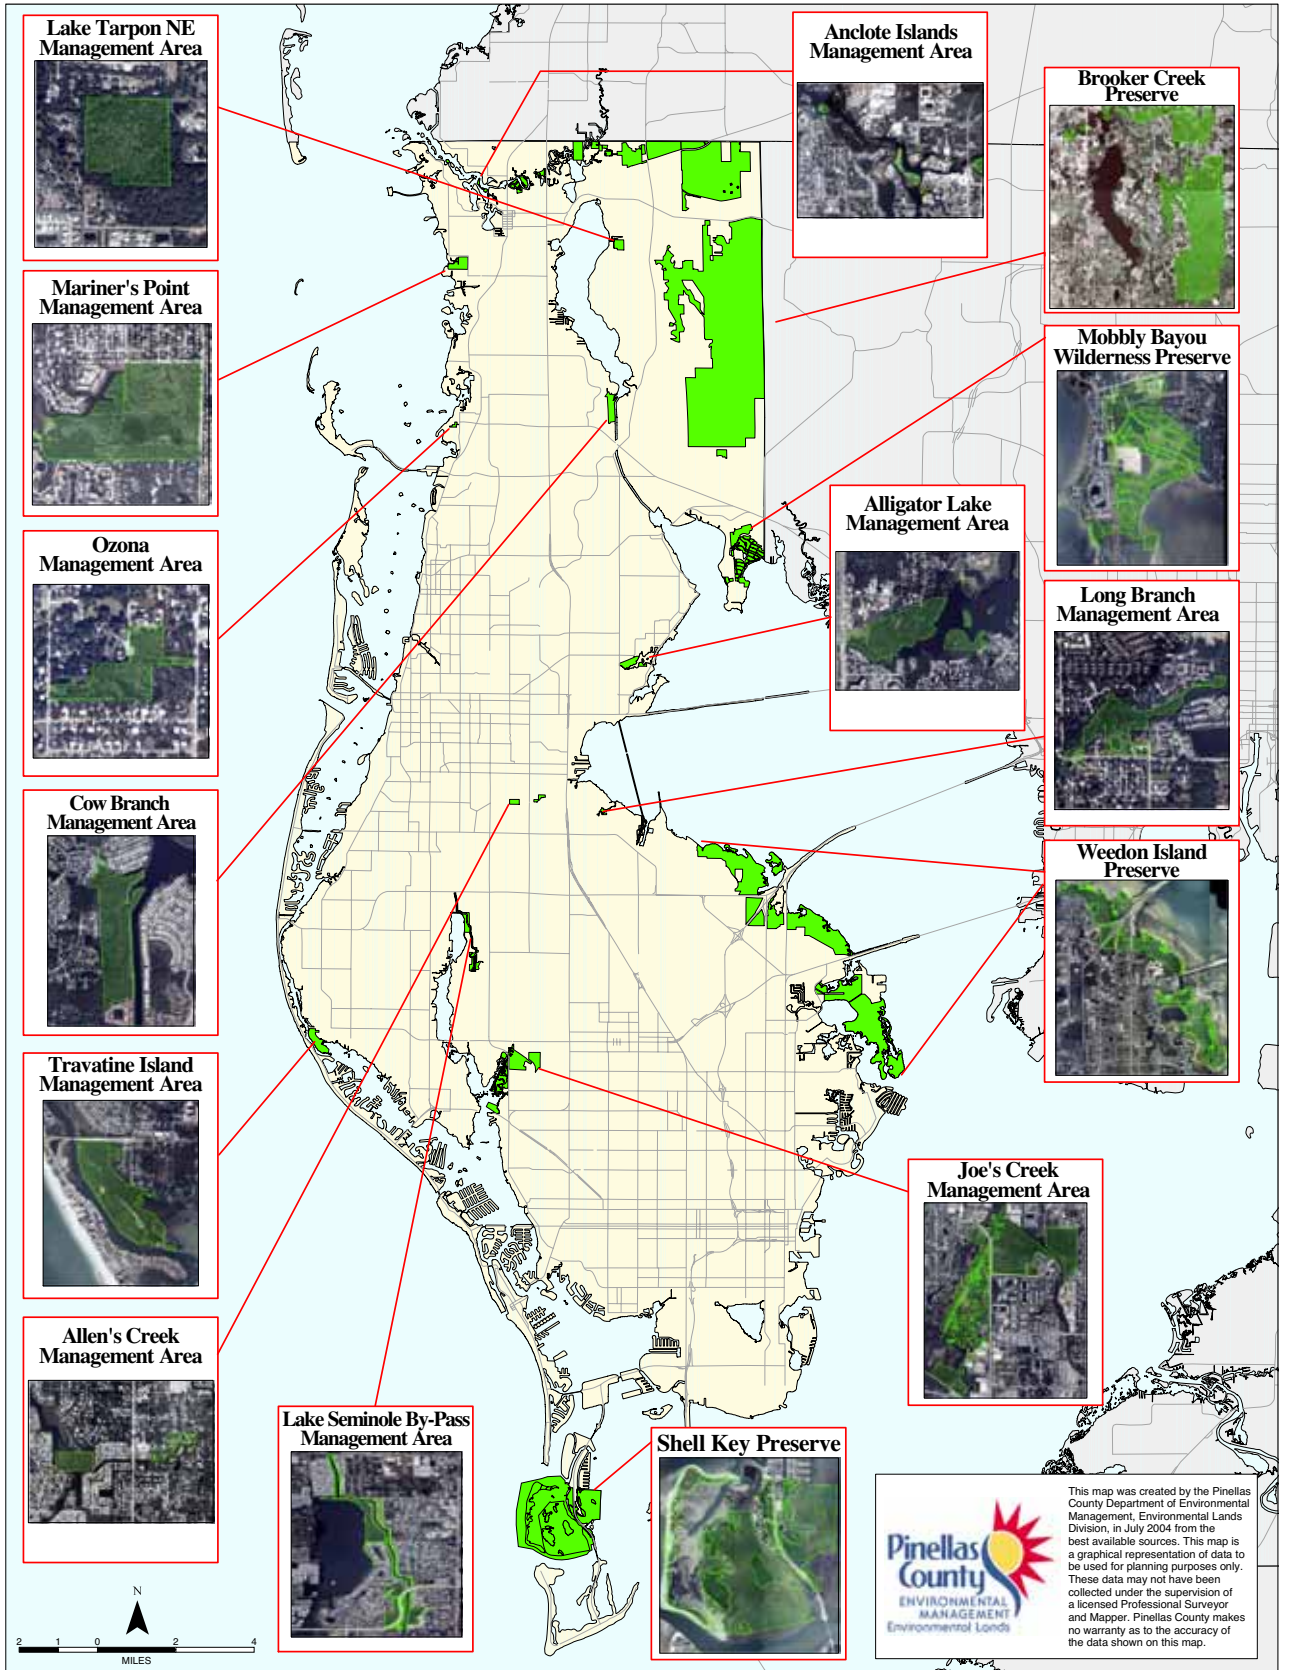 Lake Tarpon NE
Management Area
Anclote Islands
Management Area
Brooker Creek
Preserve
Mariner's Point
Management Area
Mobbly Bayou
Wilderness Preserve
Alligator Lake
Management Area
Ozona
Management Area
Long Branch
Management Area
Cow Branch
Management Area
Weedon Island
Preserve
Travatine Island
Management Area
Joe's Creek
Management Area
Allen's Creek
Management Area
Lake Seminole By-Pass
Management Area
Shell Key Preserve
Pinellas
County
ENVIRONMENTAL
MANAGEMENT
Environmental Lands
This map was created by the Pinellas
County Department of Environmental
Management, Environmental Lands
Division, in July 2004 from the
best available sources. This map is
a graphical representation of data to
be used for planning purposes only.
These data may not have been
collected under the supervision of
a licensed Professional Surveyor
and Mapper. Pinellas County makes
no warranty as to the accuracy of
the data shown on this map.
N
2 1 0 2 4
MILES